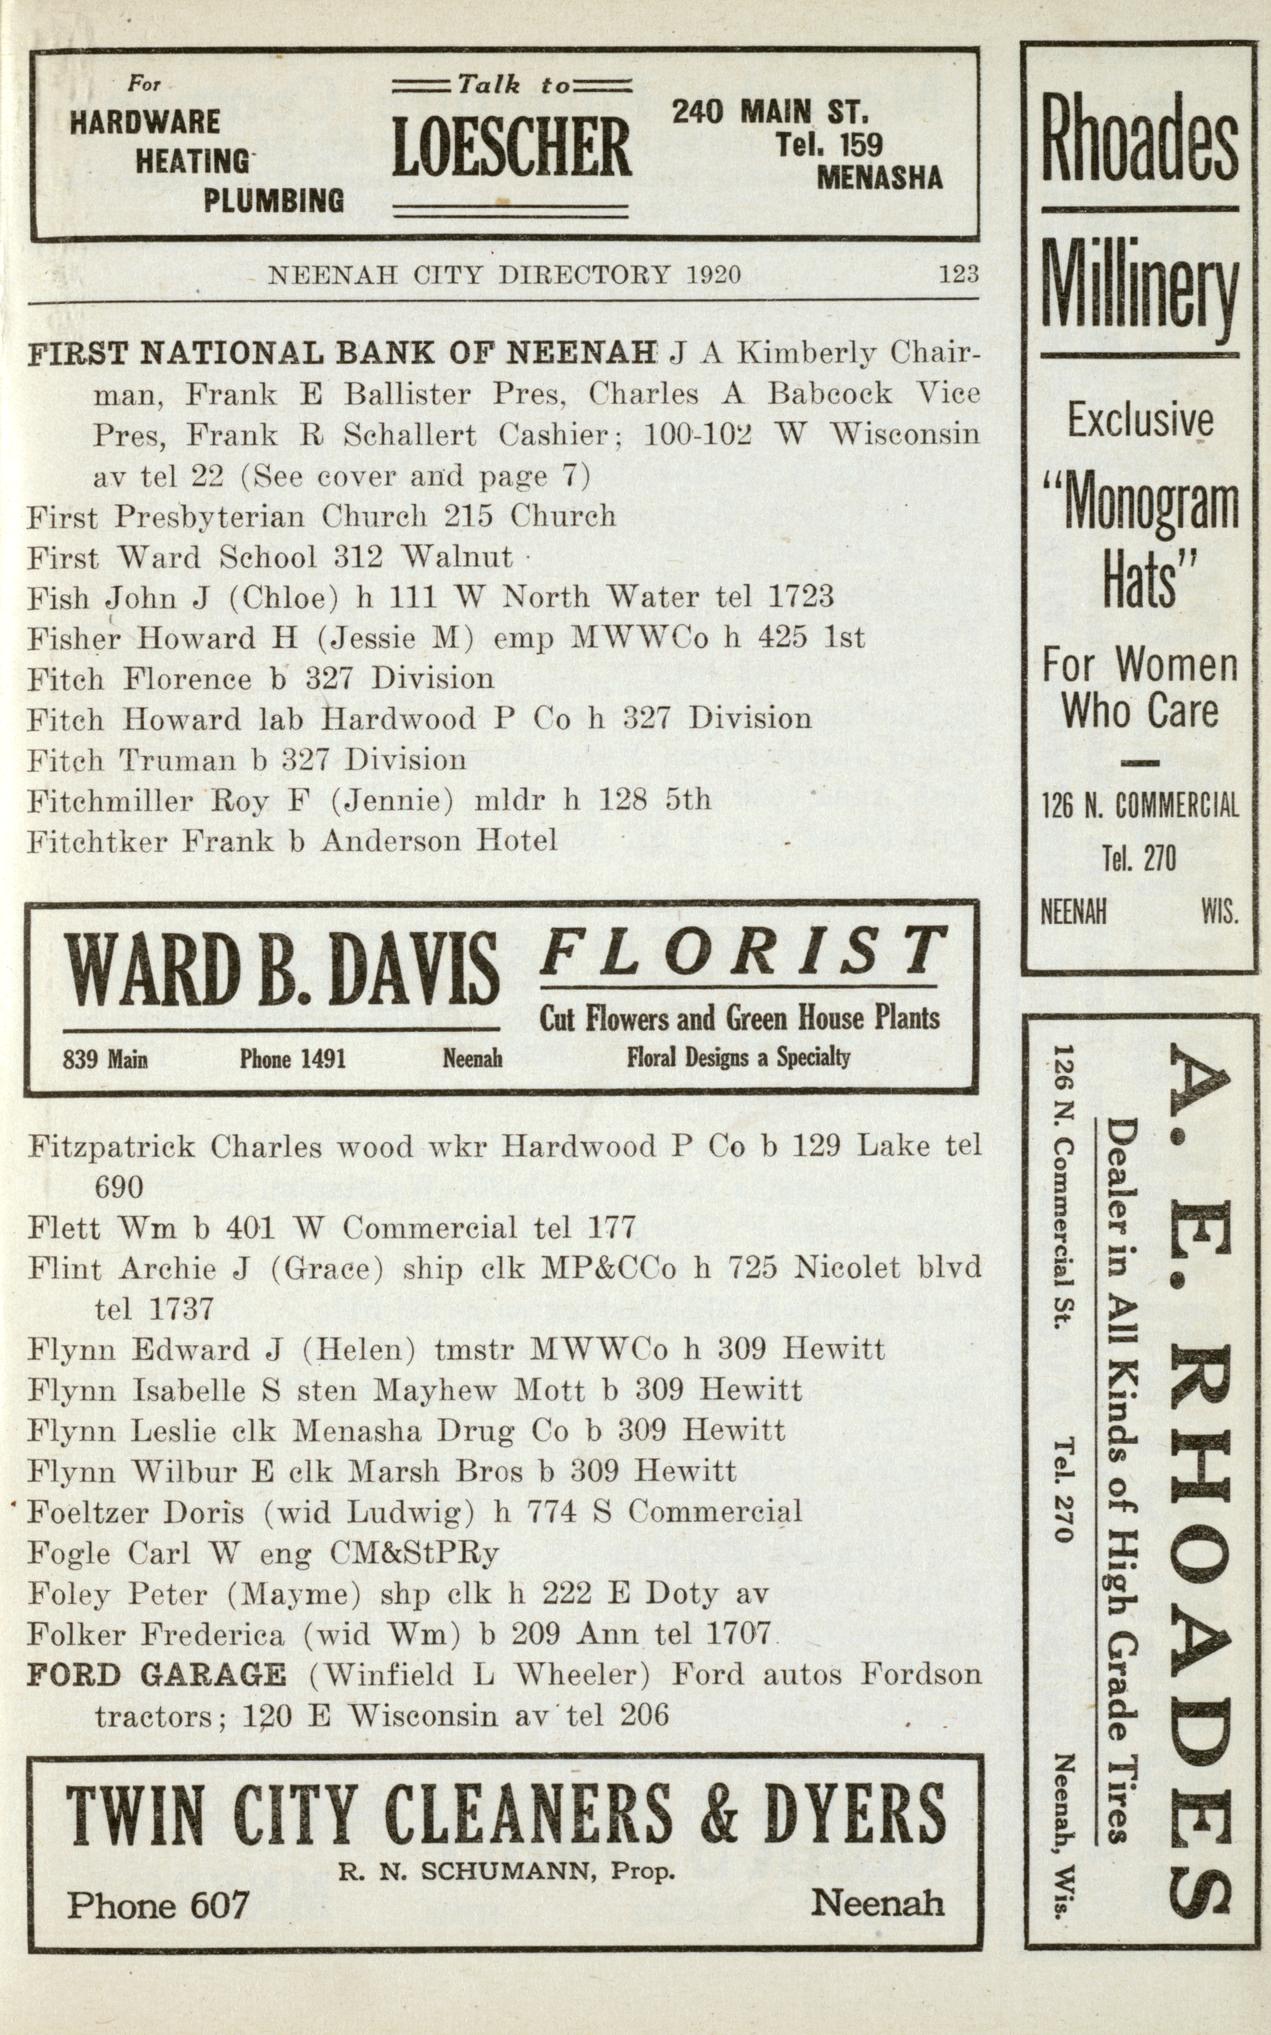 For
HARDWARE
HEATING
PLUMBING
Talk to
LOESCHER
240 MAIN ST.
Tel. 159
MENASHA
NEENAH CITY DIRECTORY 1920 123
FIRST NATIONAL BANK OF NEENAH J A Kimberly Chair-
man, Frank E Ballister Pres, Charles A Babcock Vice
Pres, Frank R Schallert Cashier; 100-102 W Wisconsin
av tel 22 (See cover and page 7)
First Presbyterian Church 215 Church
First Ward School 312 Walnut
Fish John J (Chloe) h 111 W North Water tel 1723
Fisher Howard H (Jessie M) emp MWWCo h 425 1st
Fitch Florence b 327 Division
Fitch Howard lab Hardwood P Co h 327 Division
Fitch Truman b 327 Division
Fitchmiller Roy F (Jennie) mldr h 128 5th
Fitchtker Frank b Anderson Hotel
WARD B. DAVIS
839 Main Phone 1491 Neenah
FLORIST
Cut Flowers and Green House Plants
Floral Designs a Specialty
Fitzpatrick Charles wood wkr Hardwood P Co b 129 Lake tel
690
Flett Wm b 401 W Commercial tel 177
Flint Archie J (Grace) ship clk MP&CCo h 725 Nicolet blvd
tel 1737
Flynn Edward J (Helen) tmstr MWWCo h 309 Hewitt
Flynn Isabelle S sten Mayhew Mott b 309 Hewitt
Flynn Leslie clk Menasha Drug Co b 309 Hewitt
Flynn Wilbur E clk Marsh Bros b 309 Hewitt
Foeltzer Doris (wid Ludwig) h 774 S Commercial
Fogle Carl W eng CM&StPRy
Foley Peter (Mayme) shp clk h 222 E Doty av
Folker Frederica (wid Wm) b 209 Ann tel 1707
FORD GARAGE (Winfield L Wheeler) Ford autos Fordson
tractors; 120 E Wisconsin av tel 206
TWIN CITY CLEANERS & DYERS
R. N. SCHUMANN, Prop.
Phone 607 Neenah
Rhoades
Millinery
Exclusive
"Monogram
Hats"
For Women
Who Care
126 N. COMMERCIAL
Tel. 270
NEENAH WIS.
A. E. RHOADES
Dealer in All Kinds of High Grade Tires
126 N. Commercial St. Tel. 270 Neenah, Wis.